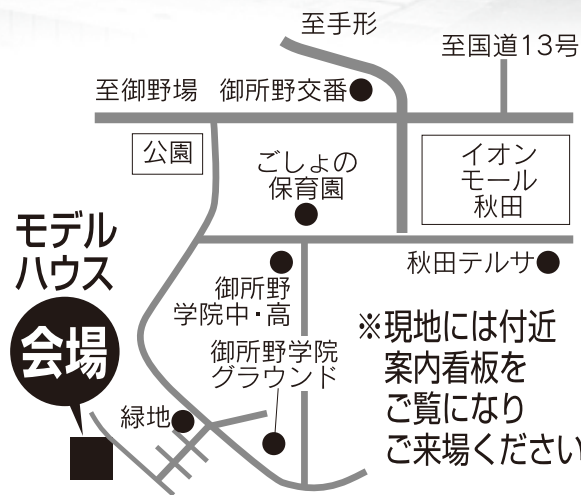 至手形
至国道13号
至御野場
御所野交番
公園
ごしょの
保育園
イオン
モール
秋田
モデル
ハウス
会場
御所野
学院中・高
秋田テルサ
御所野学院
グラウンド
緑地
※現地には付近
案内看板を
ご覧になり
ご来場ください